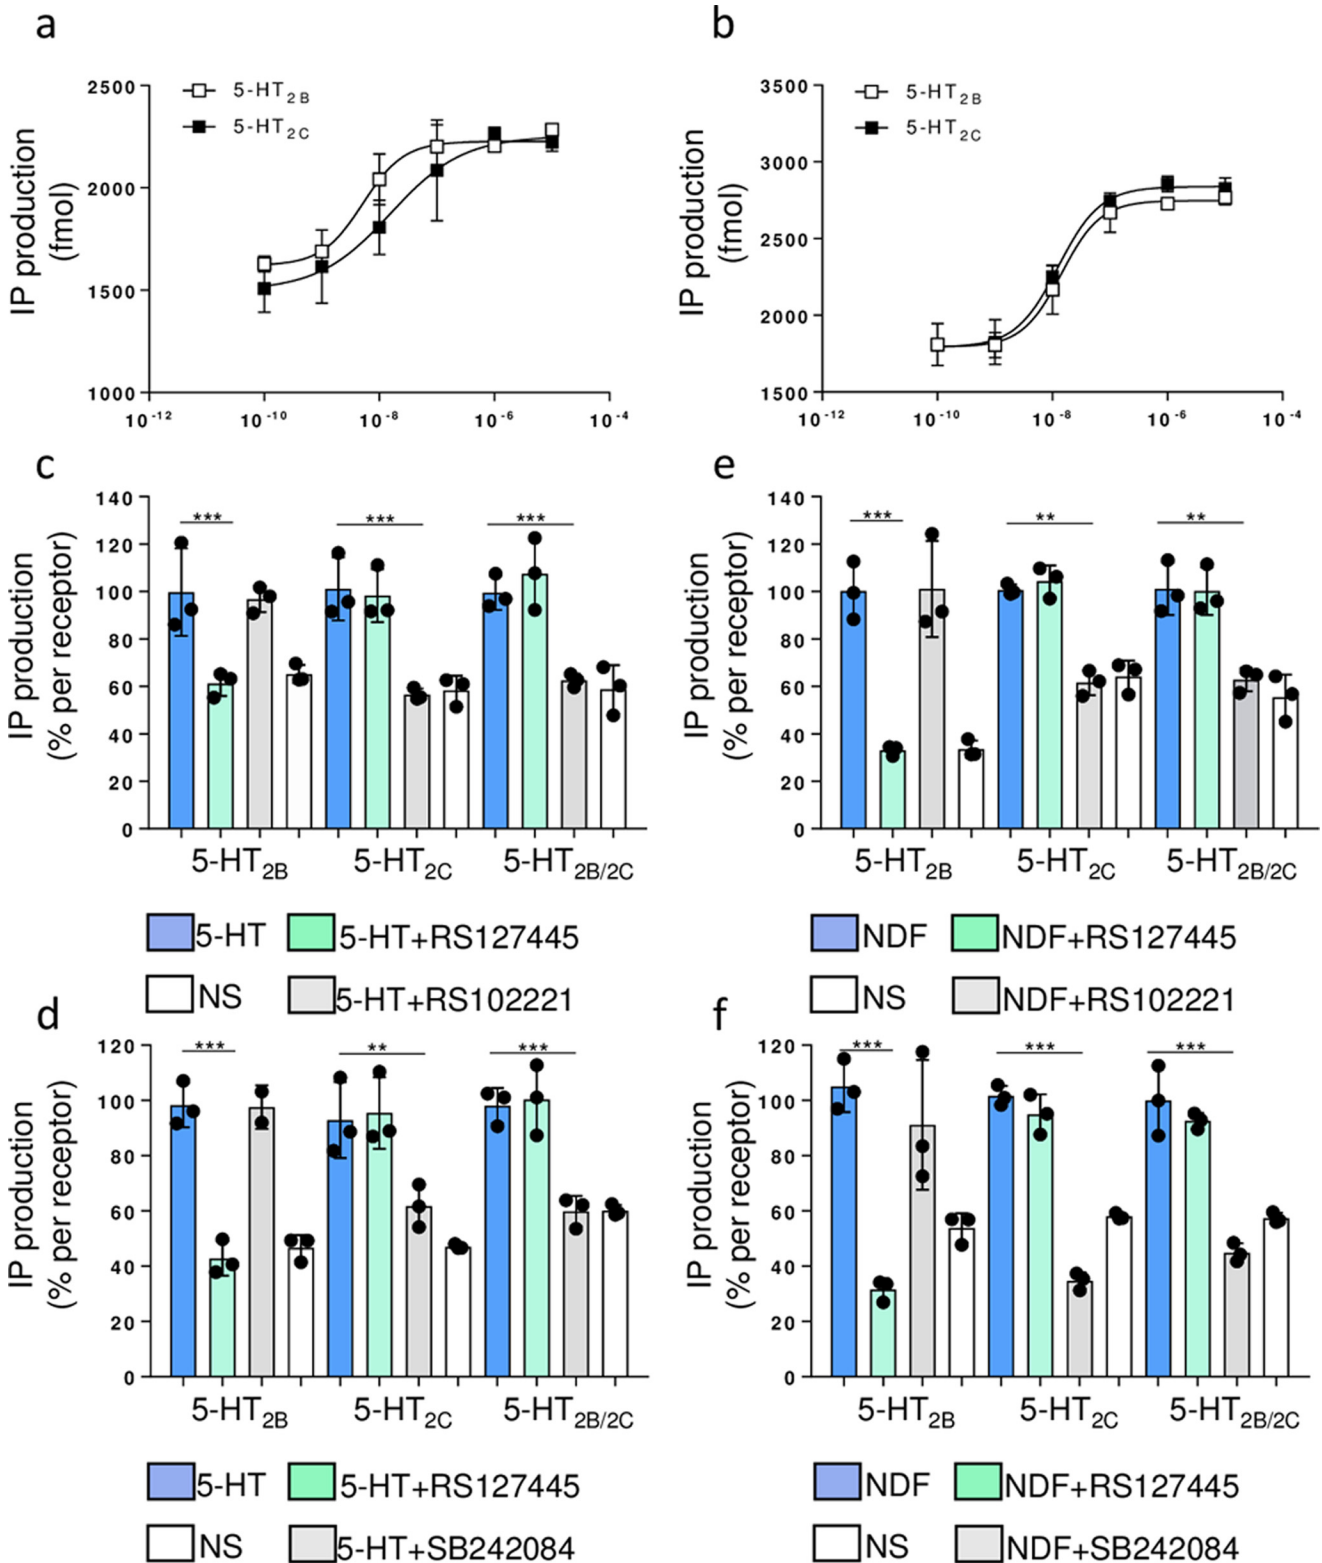 a
5-HT2B
5-HT2C
IP production
(fmol)
2500
2000
1500
1000
10-12
10-10
10-8
10-6
10-4
b
5-HT2B
5-HT2C
IP production
(fmol)
3500
3000
2500
2000
1500
10-12
10-10
10-8
10-6
10-4
c
IP production
(% per receptor)
140
120
100
80
60
40
20
0
***
***
***
5-HT2B
5-HT2C
5-HT2B/2C
5-HT
5-HT+RS127445
NS
5-HT+RS102221
e
IP production
(% per receptor)
140
120
100
80
60
40
20
0
***
**
**
5-HT2B
5-HT2C
5-HT2B/2C
NDF
NDF+RS127445
NS
NDF+RS102221
d
IP production
(% per receptor)
120
100
80
60
40
20
0
***
**
***
5-HT2B
5-HT2C
5-HT2B/2C
5-HT
5-HT+RS127445
NS
5-HT+SB242084
f
IP production
(% per receptor)
120
100
80
60
40
20
0
***
***
***
5-HT2B
5-HT2C
5-HT2B/2C
NDF
NDF+RS127445
NS
NDF+SB242084